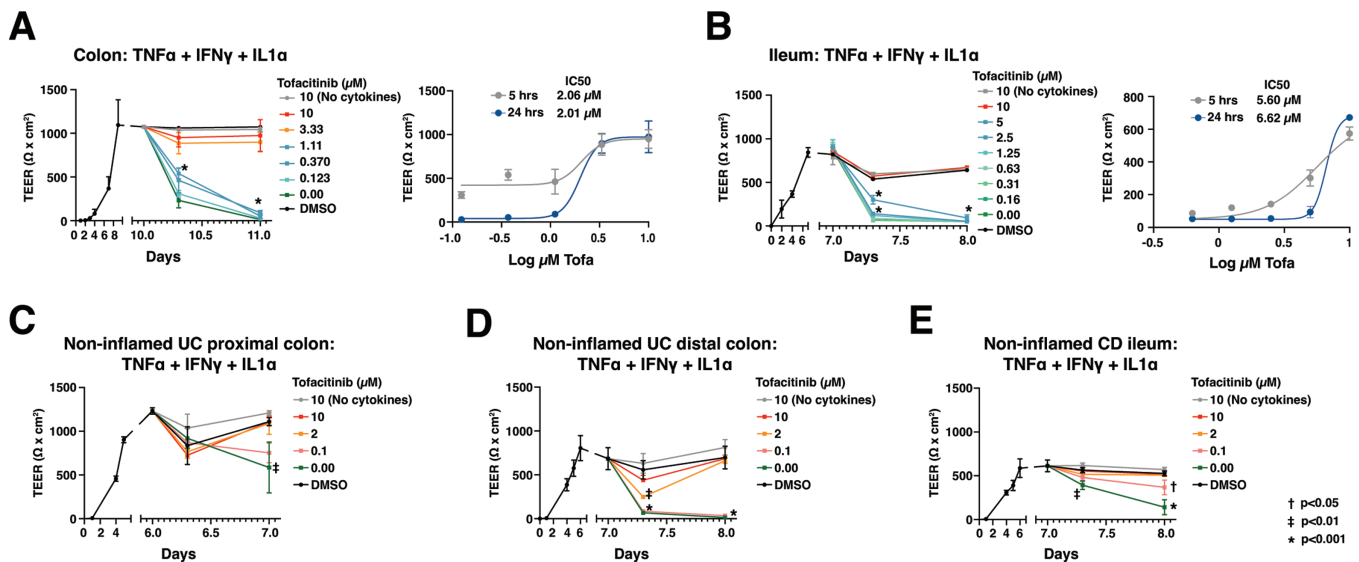 A
Colon: TNFα + IFNγ + IL1α
TEER (Ω x cm²)
1500
1000
500
0
0 2 4 6 8 10.0 10.5 11.0
Days
Tofacitinib (µM)
10 (No cytokines)
10
3.33
1.11
0.370
0.123
0.00
DMSO
*
*
TEER (Ω x cm²)
1500
1000
500
0
-1.0 -0.5 0.0 0.5 1.0
Log µM Tofa
IC50
5 hrs 2.06 µM
24 hrs 2.01 µM
B
Ileum: TNFα + IFNγ + IL1α
TEER (Ω x cm²)
1500
1000
500
0
0 2 4 6 7.0 7.5 8.0
Days
Tofacitinib (µM)
10 (No cytokines)
10
5
2.5
1.25
0.63
0.31
0.16
0.00
DMSO
*
*
*
TEER (Ω x cm²)
800
600
400
200
0
-0.5 0 0.5 1
Log µM Tofa
IC50
5 hrs 5.60 µM
24 hrs 6.62 µM
C
Non-inflamed UC proximal colon:
TNFα + IFNγ + IL1α
TEER (Ω x cm²)
1500
1000
500
0
0 2 4 6.0 6.5 7.0
Days
Tofacitinib (µM)
10 (No cytokines)
10
2
0.1
0.00
DMSO
‡
D
Non-inflamed UC distal colon:
TNFα + IFNγ + IL1α
TEER (Ω x cm²)
1500
1000
500
0
0 2 4 6 7.0 7.5 8.0
Days
Tofacitinib (µM)
10 (No cytokines)
10
2
0.1
0.00
DMSO
‡
*
*
E
Non-inflamed CD ileum:
TNFα + IFNγ + IL1α
TEER (Ω x cm²)
1500
1000
500
0
0 2 4 6 7.0 7.5 8.0
Days
Tofacitinib (µM)
10 (No cytokines)
10
2
0.1
0.00
DMSO
‡
†
*
† p<0.05
‡ p<0.01
* p<0.001